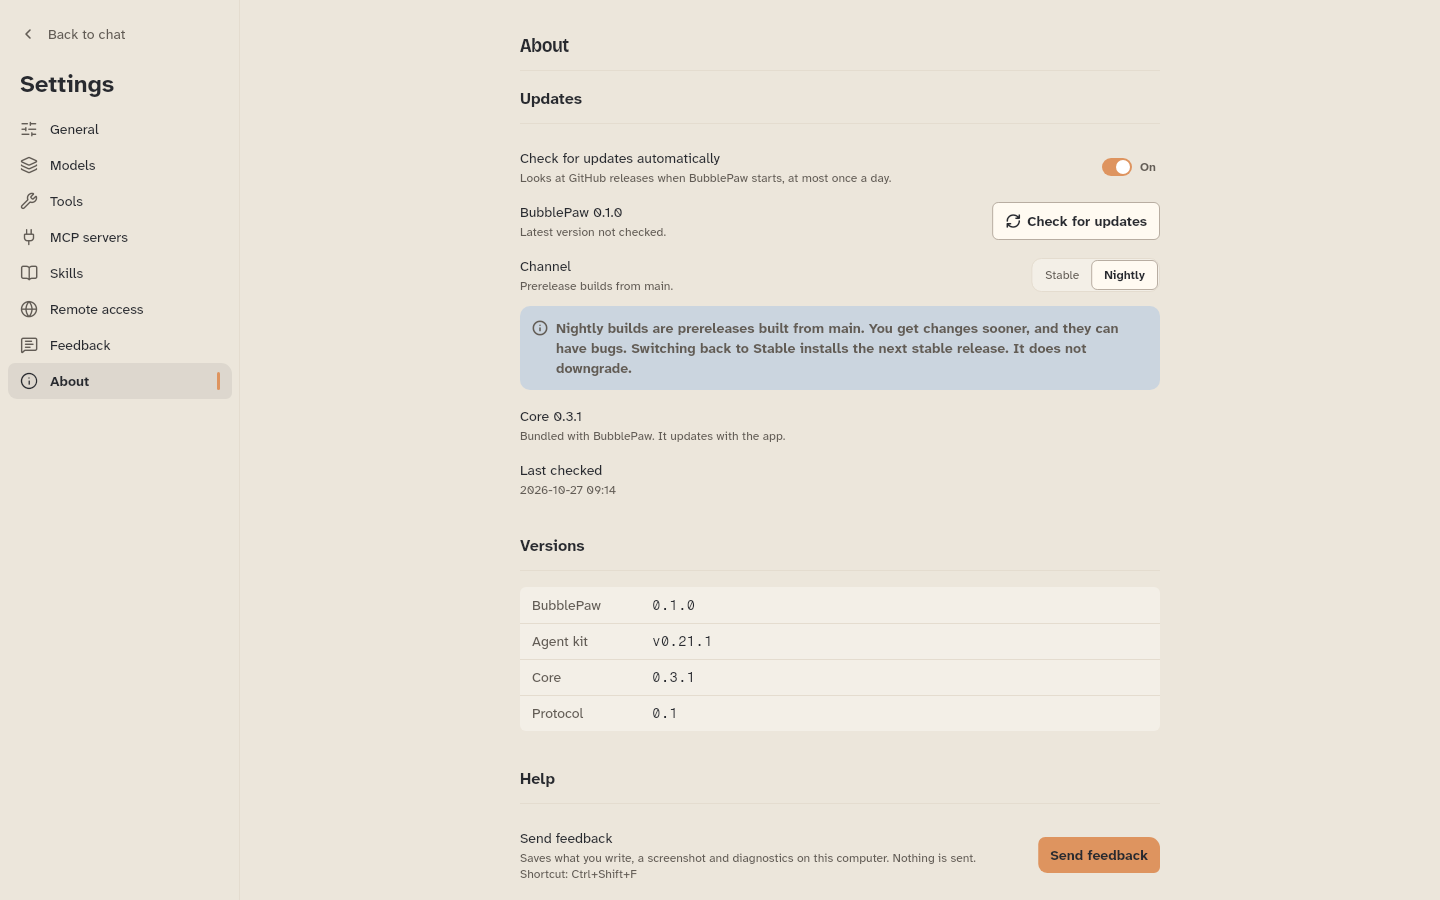 Back to chat
Settings
General
Models
Tools
MCP servers
Skills
Remote access
Feedback
About
About
Updates
Check for updates automatically
Looks at GitHub releases when BubblePaw starts, at most once a day.
On
BubblePaw 0.1.0
Latest version not checked.
Check for updates
Channel
Prerelease builds from main.
Stable
Nightly
Nightly builds are prereleases built from main. You get changes sooner, and they can
have bugs. Switching back to Stable installs the next stable release. It does not
downgrade.
Core 0.3.1
Bundled with BubblePaw. It updates with the app.
Last checked
2026-10-27 09:14
Versions
BubblePaw 0.1.0
Agent kit v0.21.1
Core 0.3.1
Protocol 0.1
Help
Send feedback
Saves what you write, a screenshot and diagnostics on this computer. Nothing is sent.
Shortcut: Ctrl+Shift+F
Send feedback